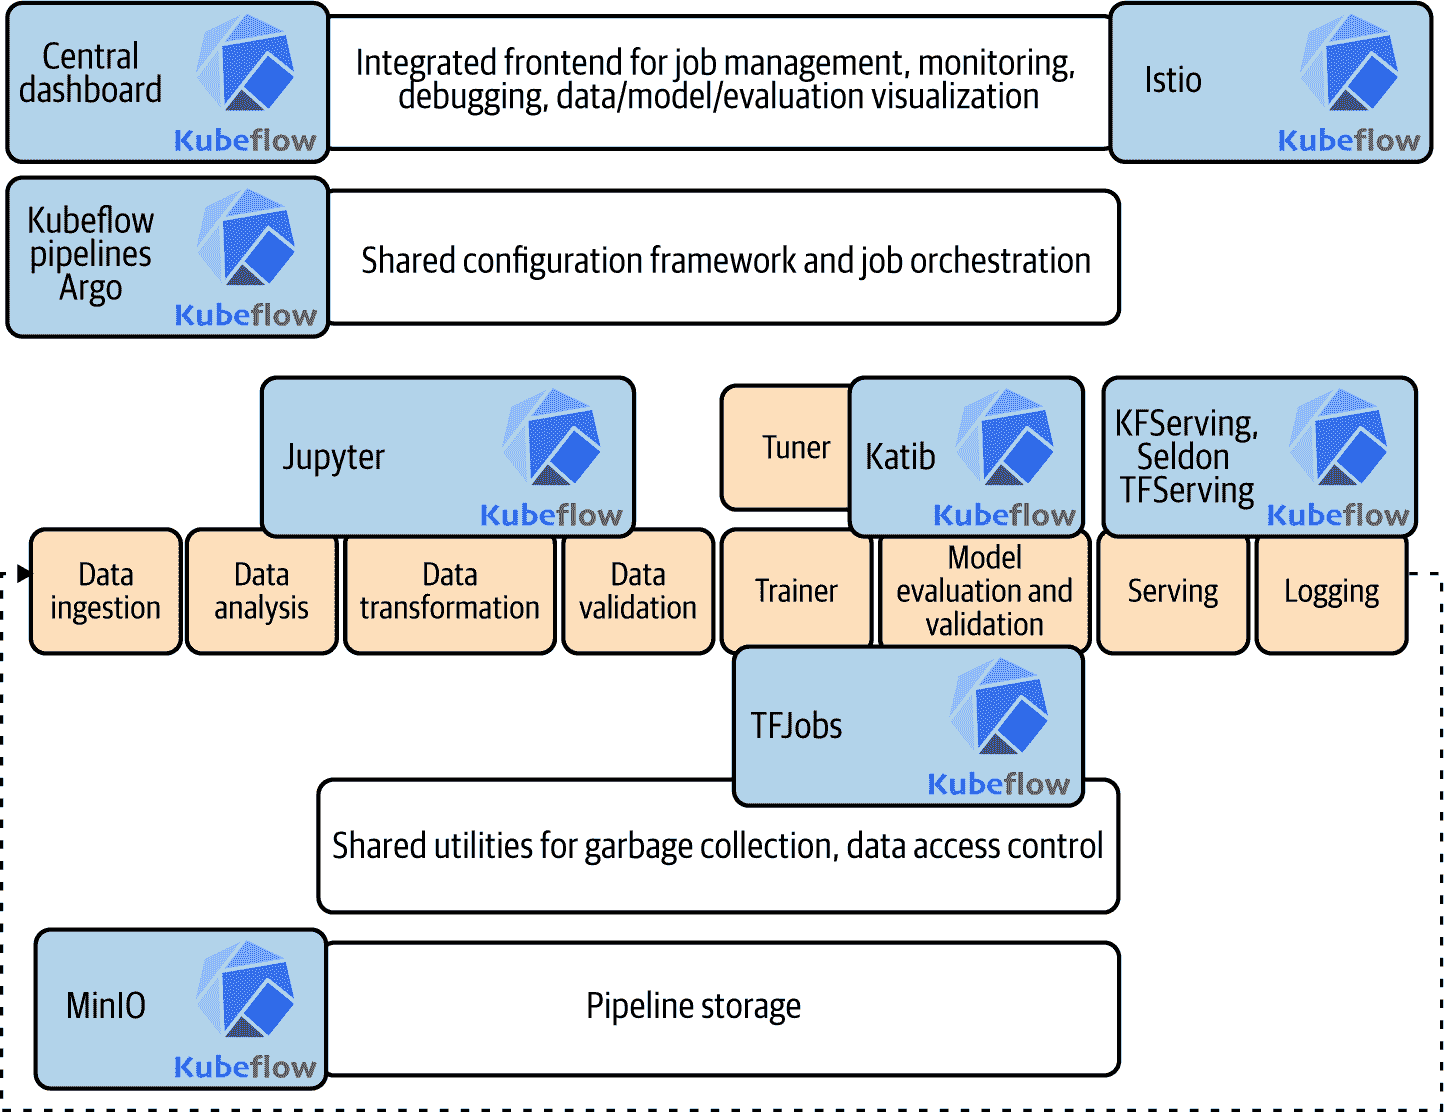 Central
dashboard
Kubeflow
Integrated frontend for job management, monitoring,
debugging, data/model/evaluation visualization
Istio
Kubeflow
Kubeflow
pipelines
Argo
Kubeflow
Shared configuration framework and job orchestration
Jupyter
Kubeflow
Tuner
Katib
Kubeflow
KFServing,
Seldon
TFServing
Kubeflow
Data
ingestion
Data
analysis
Data
transformation
Data
validation
Trainer
Model
evaluation and
validation
Serving
Logging
TFJobs
Kubeflow
Shared utilities for garbage collection, data access control
MinIO
Kubeflow
Pipeline storage